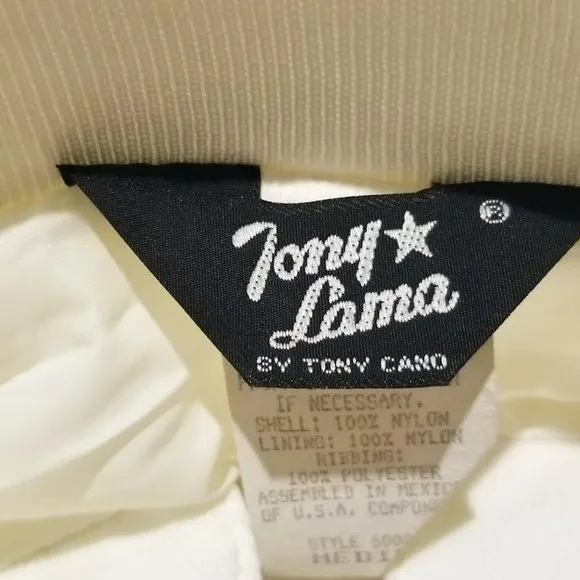 Tony
Lama
®
BY TONY CANO
IF NECESSARY.
SHELL: 100% NYLON
LINING: 100% NYLON
RIBBING:
100% POLYESTER
ASSEMBLED IN MEXICO
OF U.S.A.
STYLE